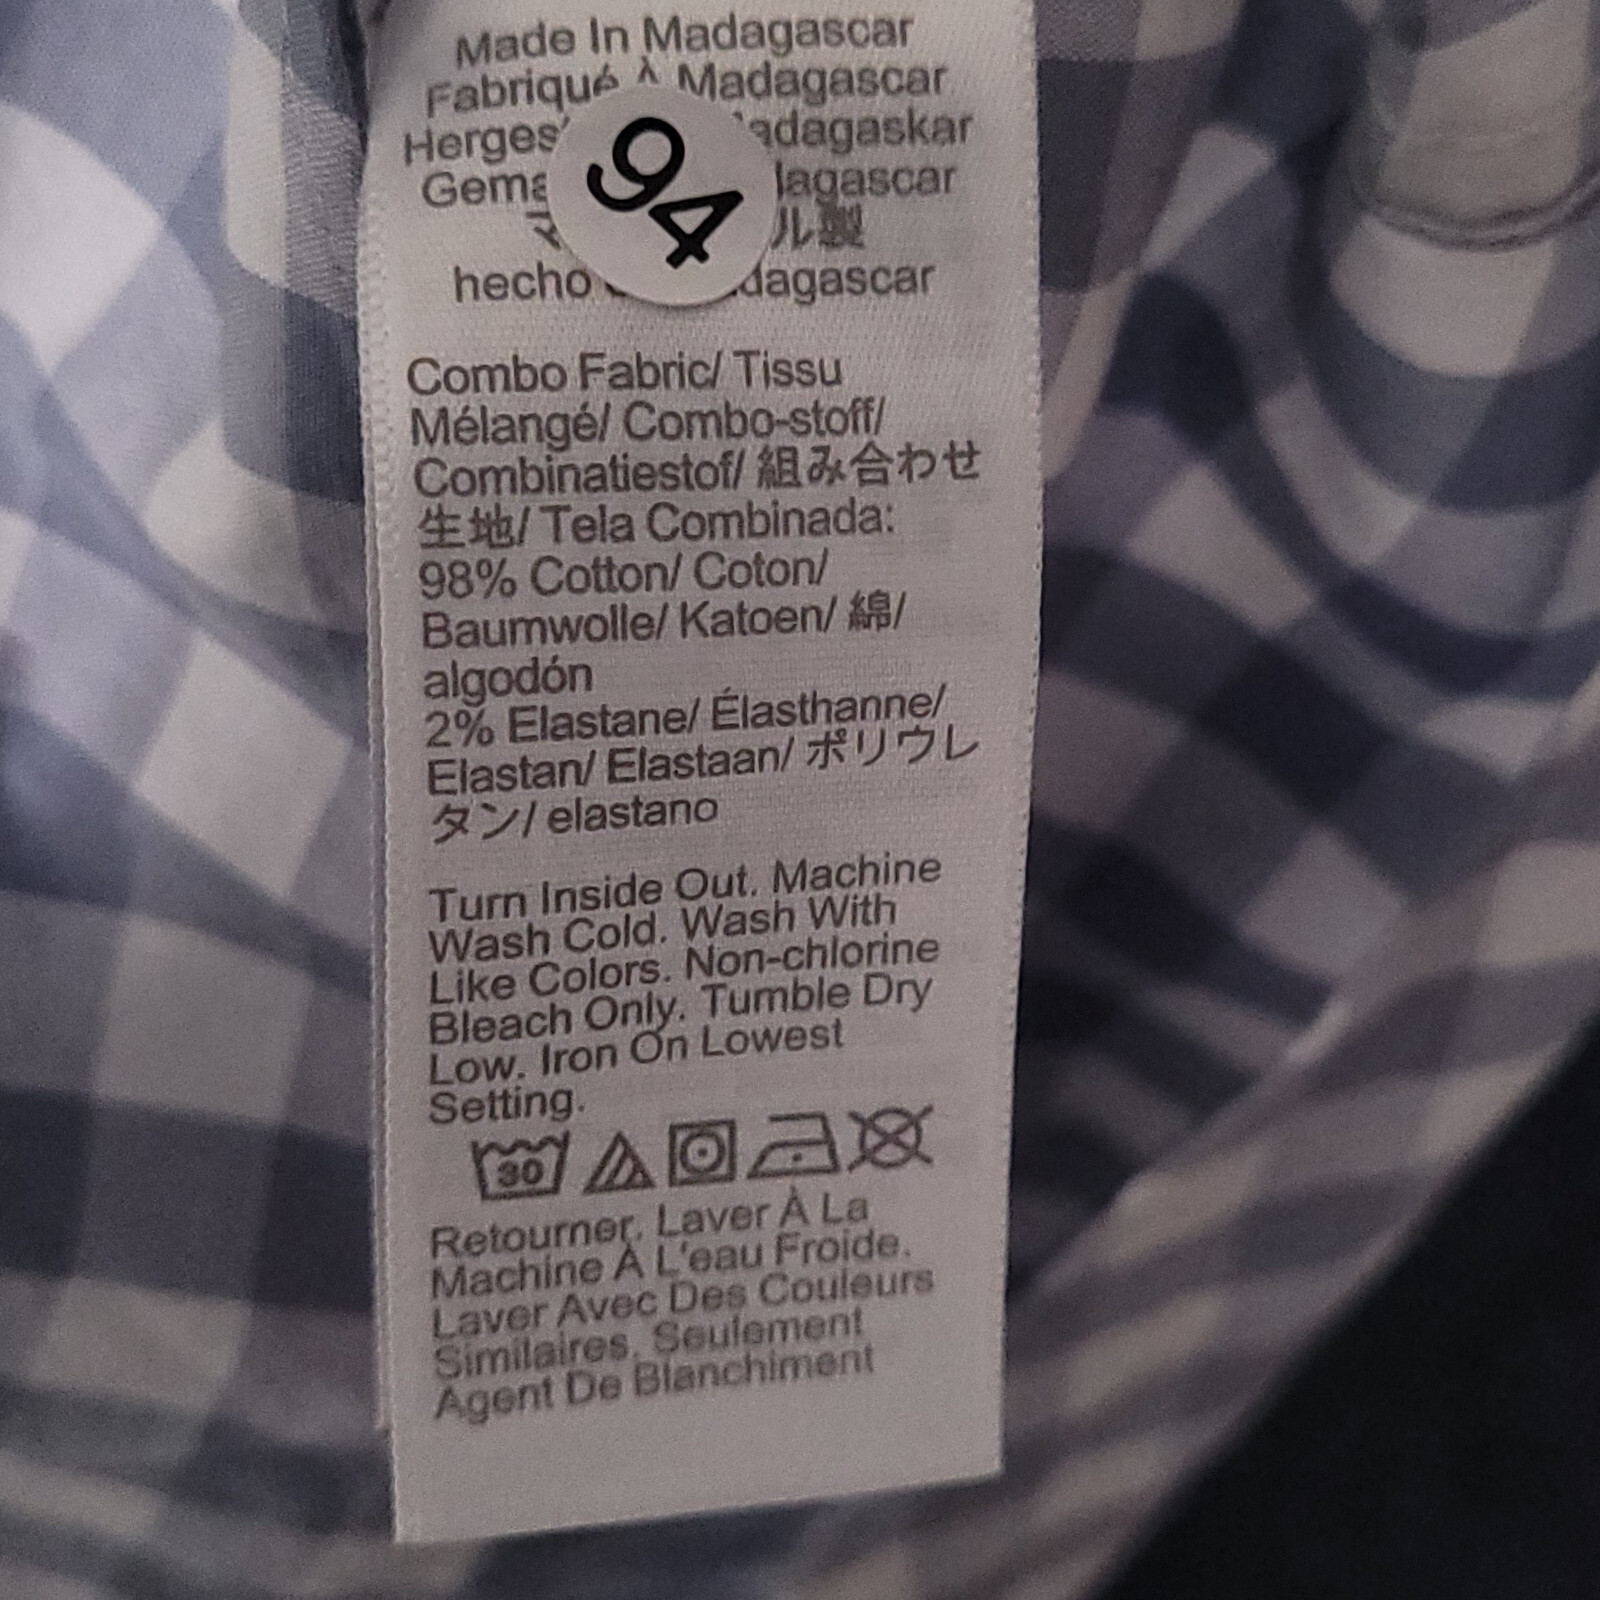 Made In Madagascar
Fabriqué À Madagascar
94
hecho Madagascar
Combo Fabric/ Tissu
Mélangé/ Combo-stoff/
Combinatiestof/ 組み合わせ
生地/ Tela Combinada:
98% Cotton/ Coton/
Baumwolle/ Katoen/ 綿/
algodón
2% Elastane/ Élasthanne/
Elastan/ Elastaan/ ポリウレ
タン/ elastano
Turn Inside Out. Machine
Wash Cold. Wash With
Like Colors. Non-chlorine
Bleach Only. Tumble Dry
Low. Iron On Lowest
Setting.
30
Retourner. Laver À La
Machine À L'eau Froide.
Laver Avec Des Couleurs
Similaires. Seulement
Agent De Blanchiment